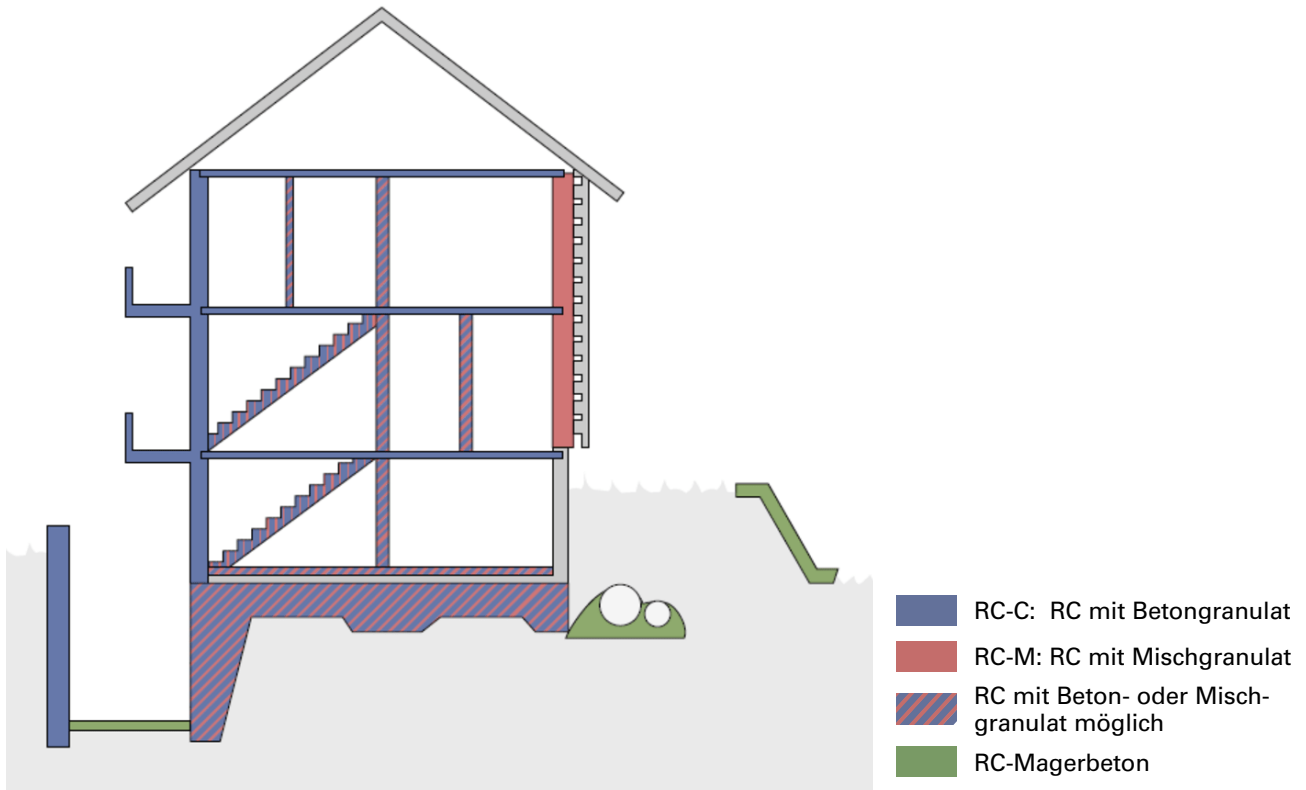 RC-C: RC mit Betongranulat
RC-M: RC mit Mischgranulat
RC mit Beton- oder Misch-
granulat möglich
RC-Magerbeton